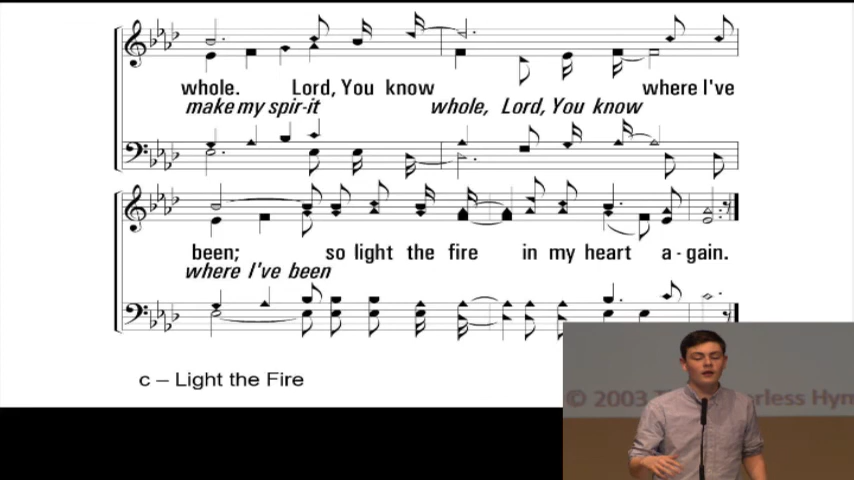 whole. Lord, You know where I've
make my spir-it whole, Lord, You know
been; so light the fire in my heart a-gain.
where I've been
c – Light the Fire
© 2003 Hym